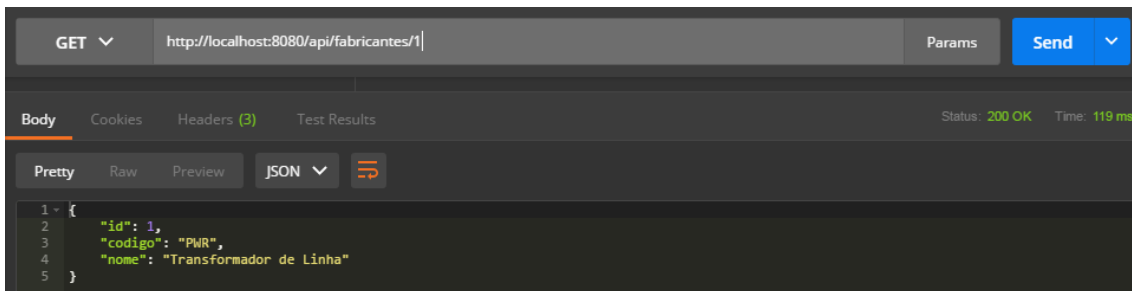 GET http://localhost:8080/api/fabricantes/1 Params Send
Body Cookies Headers (3) Test Results Status: 200 OK Time: 119 ms
Pretty Raw Preview JSON
1 {
2 "id": 1,
3 "codigo": "PWR",
4 "nome": "Transformador de Linha"
5 }